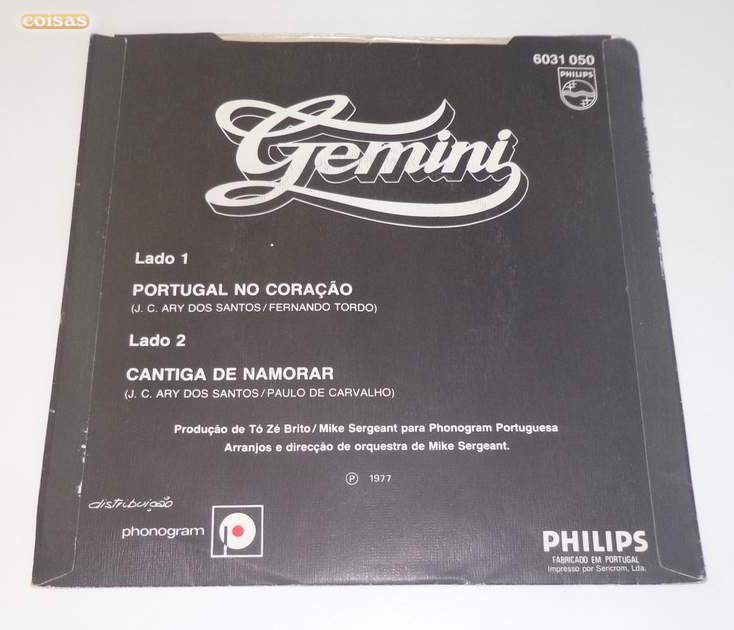 coisas
6031 050
PHILIPS
Gemini
Lado 1
PORTUGAL NO CORAÇÃO
(J. C. ARY DOS SANTOS/FERNANDO TORDO)
Lado 2
CANTIGA DE NAMORAR
(J. C. ARY DOS SANTOS/PAULO DE CARVALHO)
Produção de Tó Zé Brito/Mike Sergeant para Phonogram Portuguesa
Arranjos e direcção de orquestra de Mike Sergeant.
Ⓟ 1977
distribuição
phonogram
PHILIPS
FABRICADO EM PORTUGAL
Impresso por Sericrom, Lda.